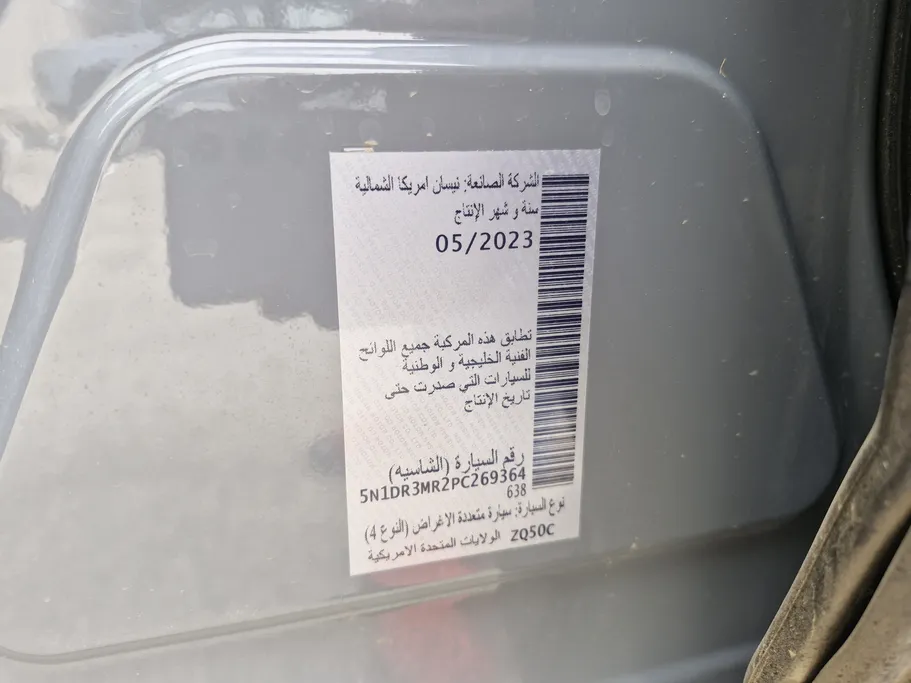 الشركة الصانعة: نيسان امريكا الشمالية
سنة و شهر الإنتاج
05/2023
تطابق هذه المركبة جميع اللوائح
الفنية الخليجية و الوطنية
للسيارات التي صدرت حتى
تاريخ الإنتاج
رقم السيارة (الشاسيه)
5N1DR3MR2PC269364
638
نوع السيارة: سيارة متعددة الاغراض (النوع 4)
ZQ50C الولايات المتحدة الامريكية